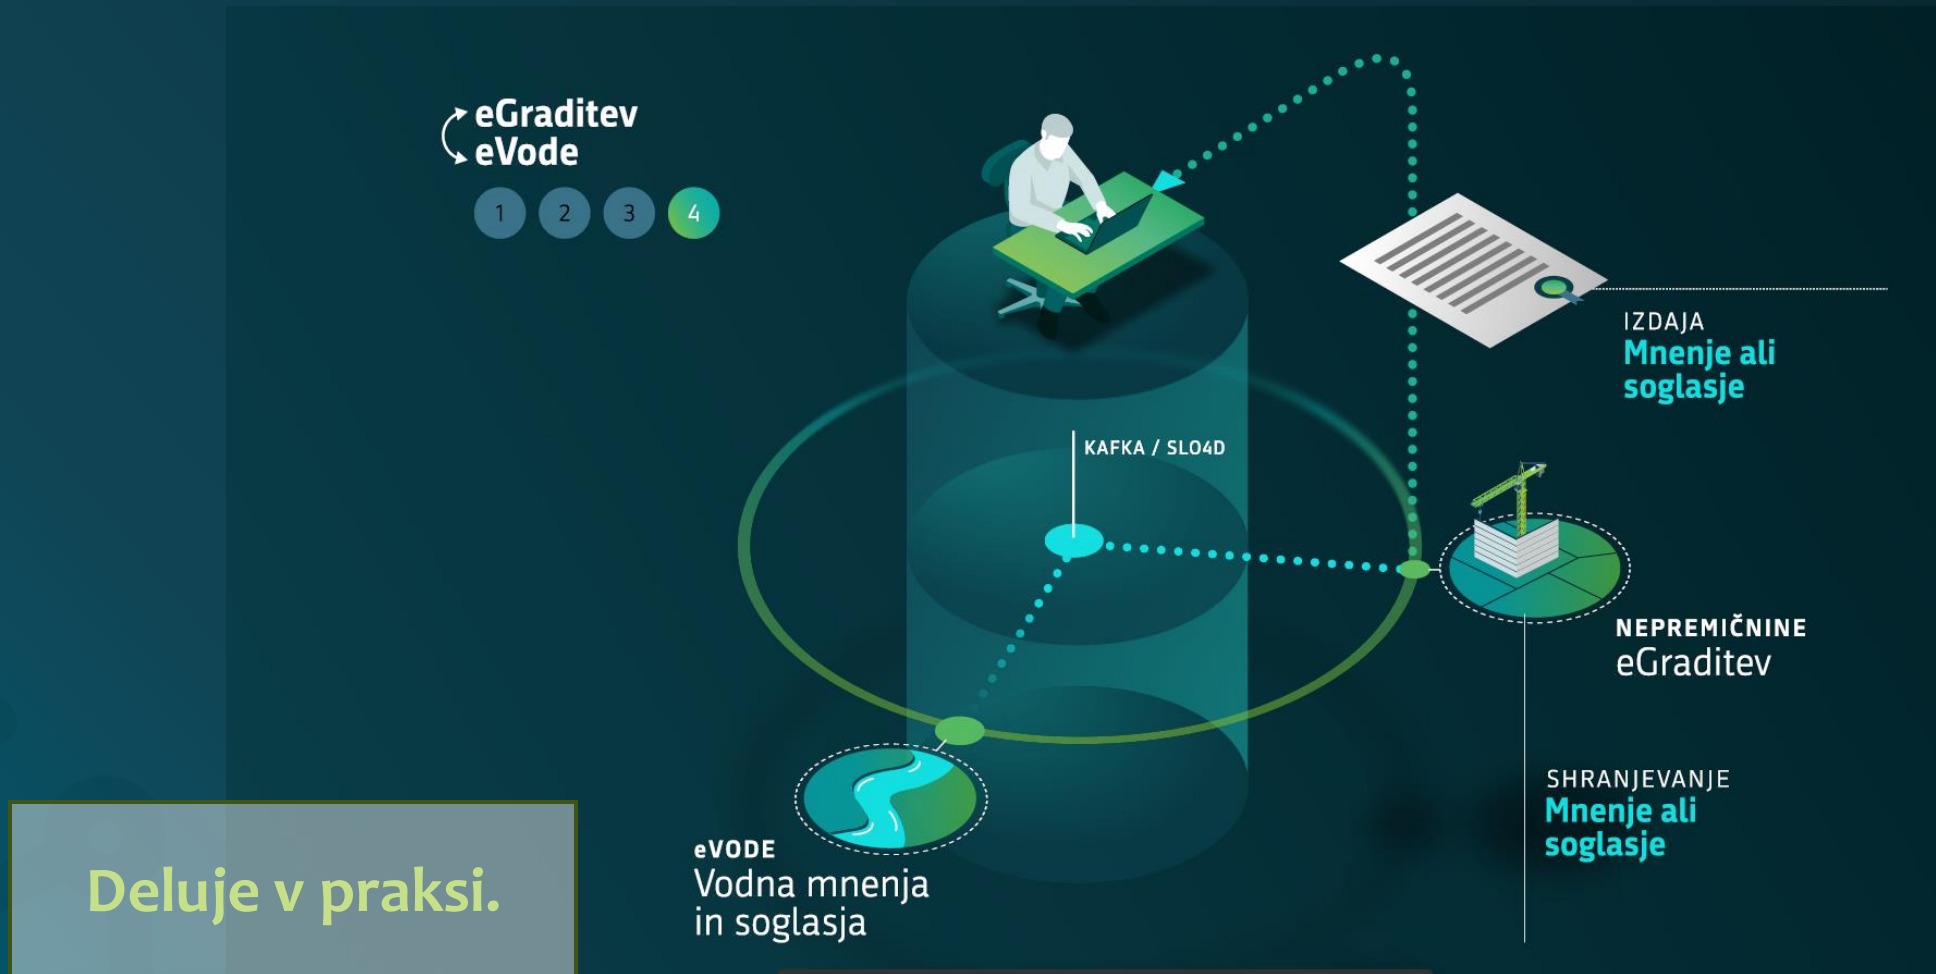 eGraditev
eVode
1 2 3 4
IZDAJA
Mnenje ali
soglasje
KAFKA / SLO4D
NEPREMIČNINE
eGraditev
SHRANJEVANJE
Mnenje ali
soglasje
eVODE
Vodna mnenja
in soglasja
Deluje v praksi.